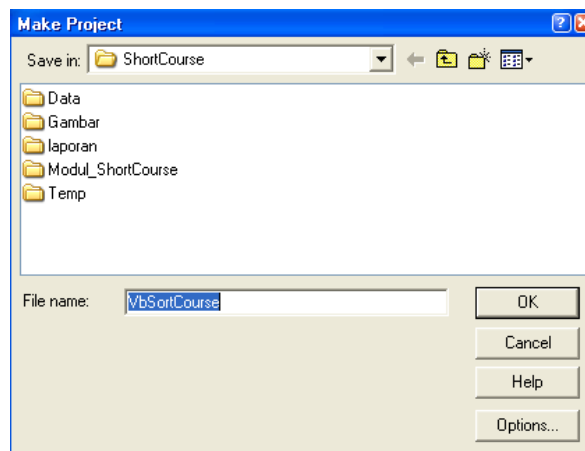 Make Project
Save in: ShortCourse
Data
Gambar
laporan
Modul_ShortCourse
Temp
File name: VbSortCourse
OK
Cancel
Help
Options...